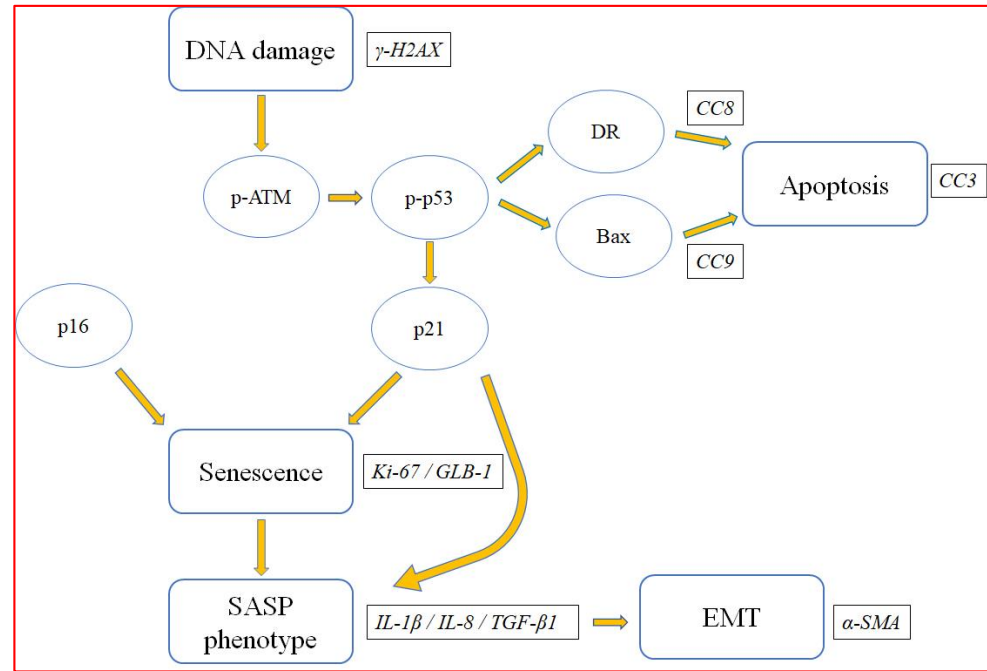 DNA damage
γ-H2AX
CC8
DR
p-ATM
p-p53
Apoptosis
CC3
Bax
CC9
p16
p21
Senescence
Ki-67 / GLB-1
SASP
phenotype
IL-1β / IL-8 / TGF-β1
EMT
α-SMA